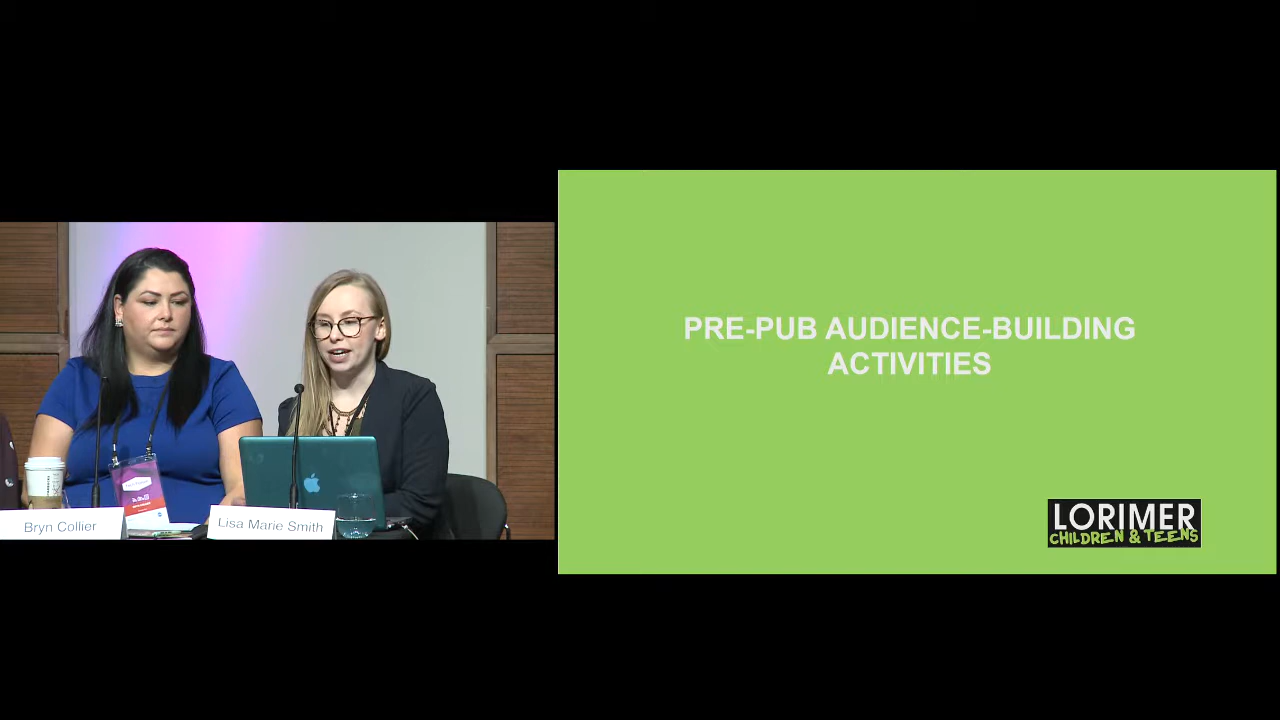 PRE-PUB AUDIENCE-BUILDING
ACTIVITIES
LORIMER
CHILDREN & TEENS
Bryn Collier
Lisa Marie Smith